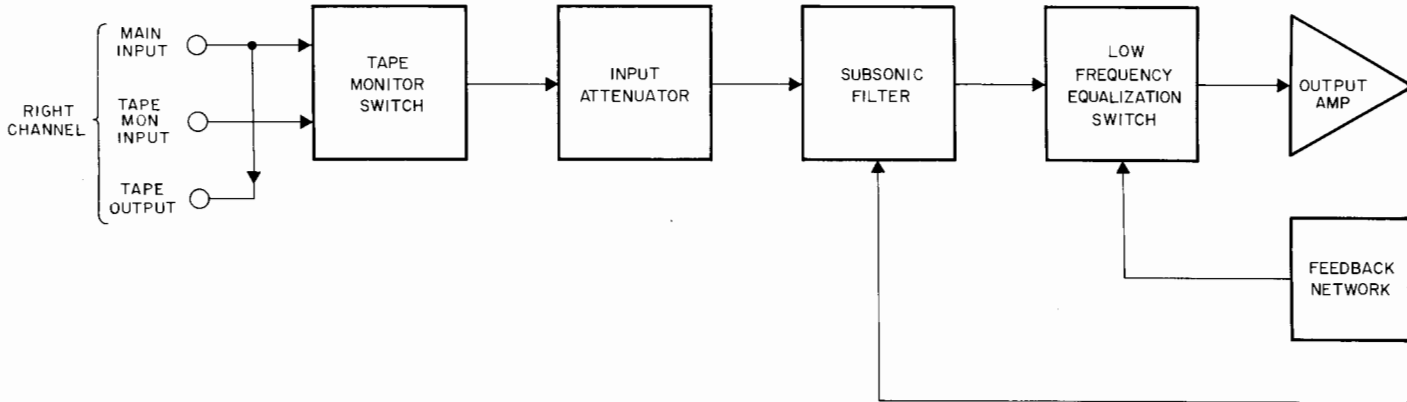 RIGHT
CHANNEL
MAIN
INPUT
TAPE
MON
INPUT
TAPE
OUTPUT
TAPE
MONITOR
SWITCH
INPUT
ATTENUATOR
SUBSONIC
FILTER
LOW
FREQUENCY
EQUALIZATION
SWITCH
OUTPUT
AMP
FEEDBACK
NETWORK